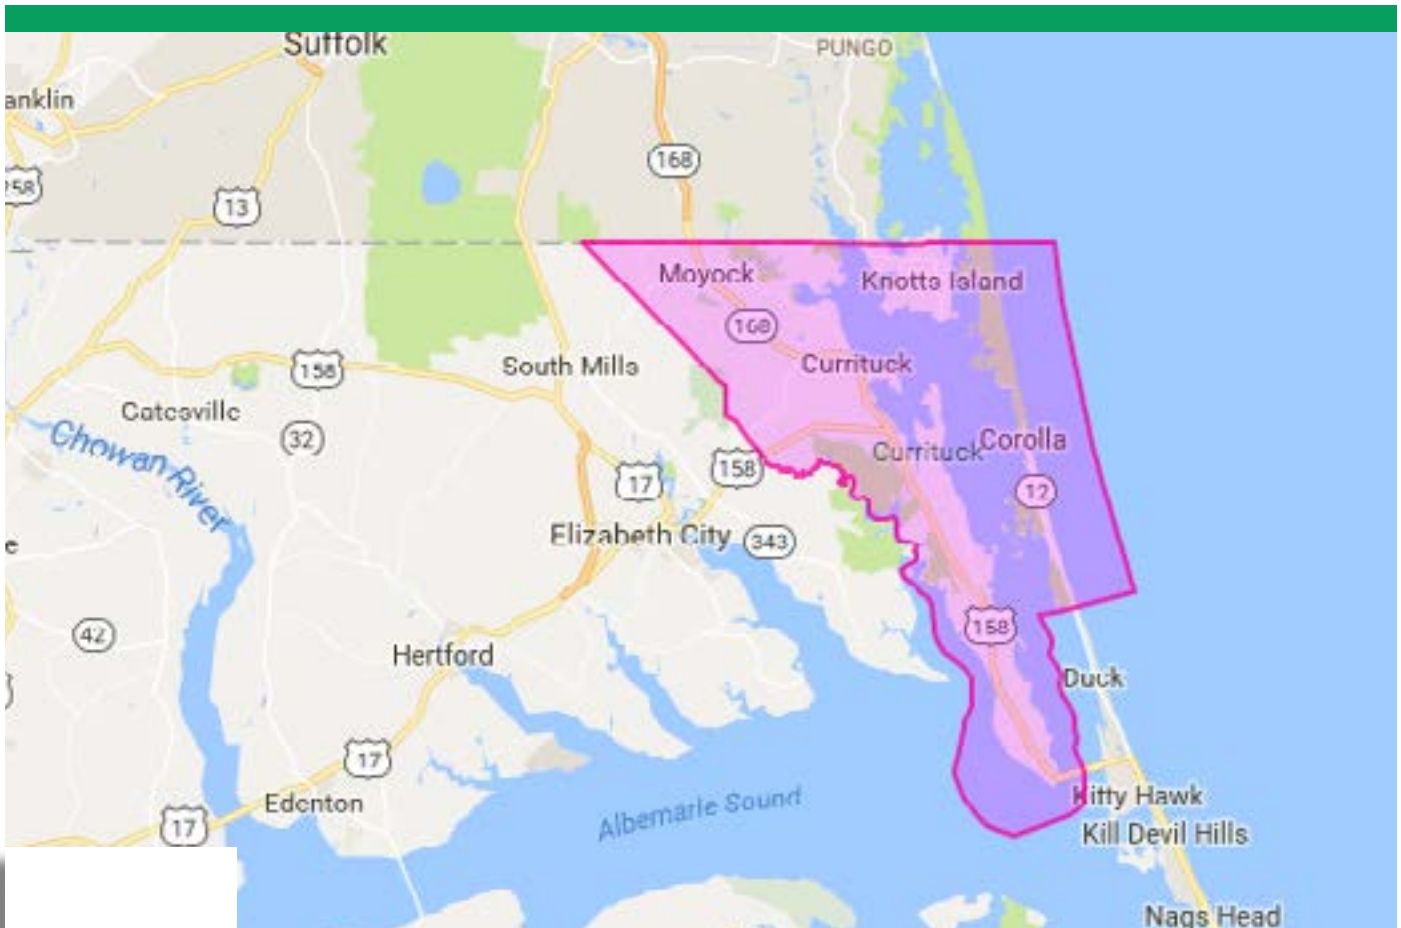 Suffolk
PUNGO
anklin
168
258
13
Moyock
Knotts Island
168
South Mills
Currituck
158
Catesville
32
Chowan River
Corolla
Currituck
158
17
12
Elizabeth City
343
e
158
42
Hertford
Duck
17
Edenton
Albemarle Sound
Kitty Hawk
17
Kill Devil Hills
Nags Head